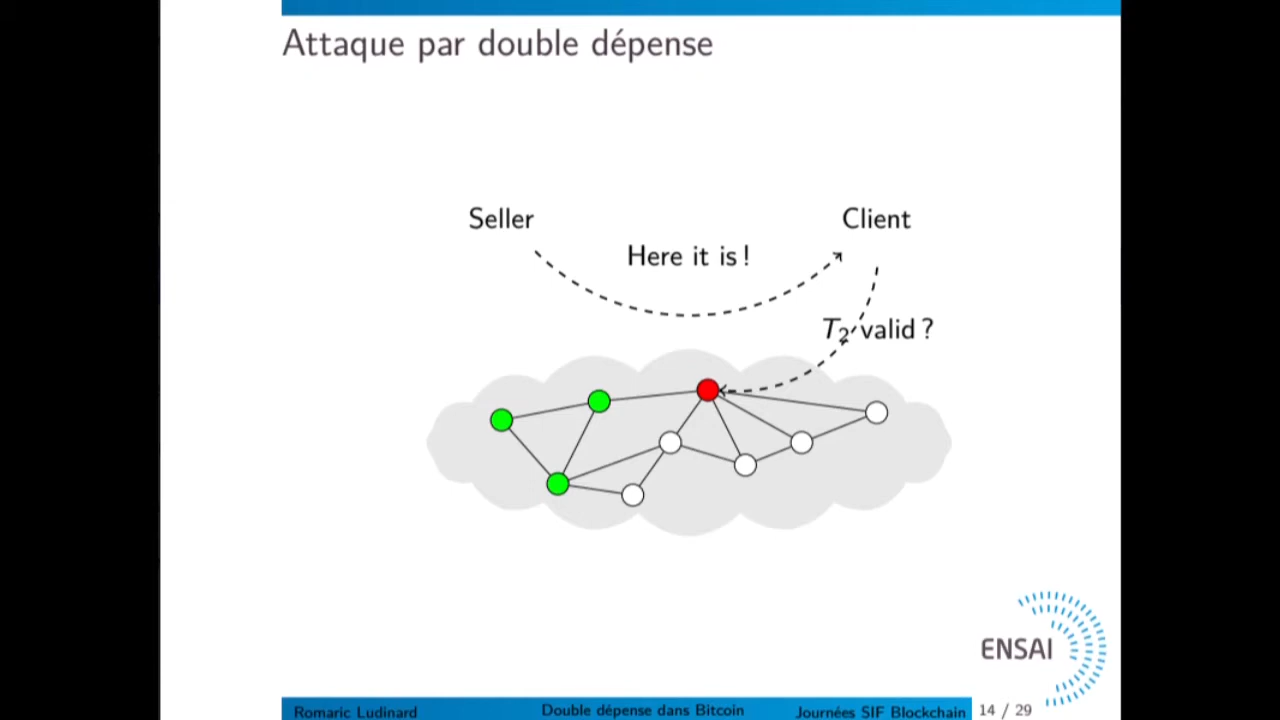 Attaque par double dépense
Seller
Client
Here it is !
T2 valid ?
ENSAI
Romaric Ludinard
Double dépense dans Bitcoin
Journées SIF Blockchain
14 / 29